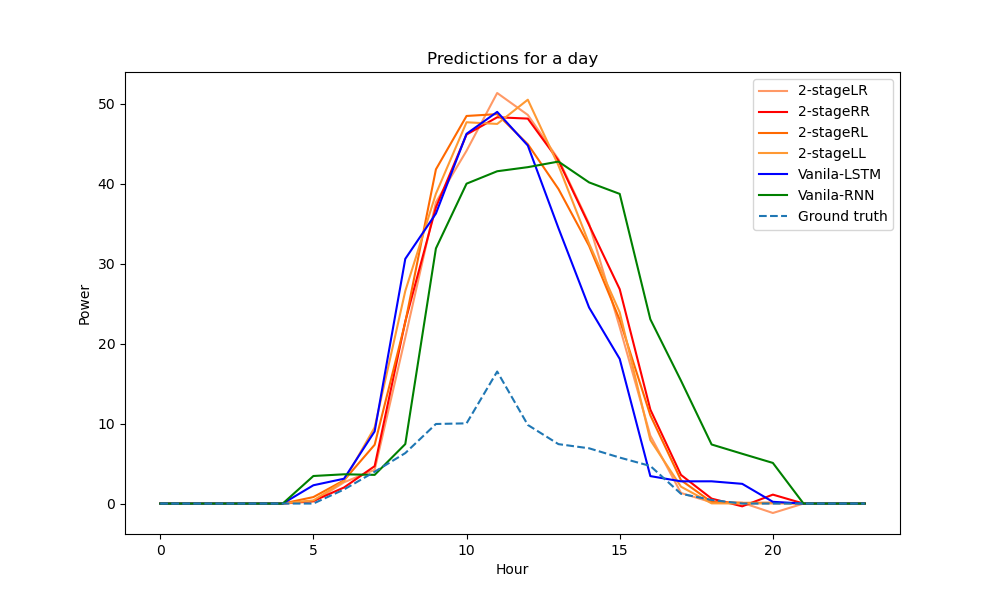 Predictions for a day
2-stageLR
2-stageRR
2-stageRL
2-stageLL
Vanila-LSTM
Vanila-RNN
Ground truth
Power
50
40
30
20
10
0
0 5 10 15 20
Hour